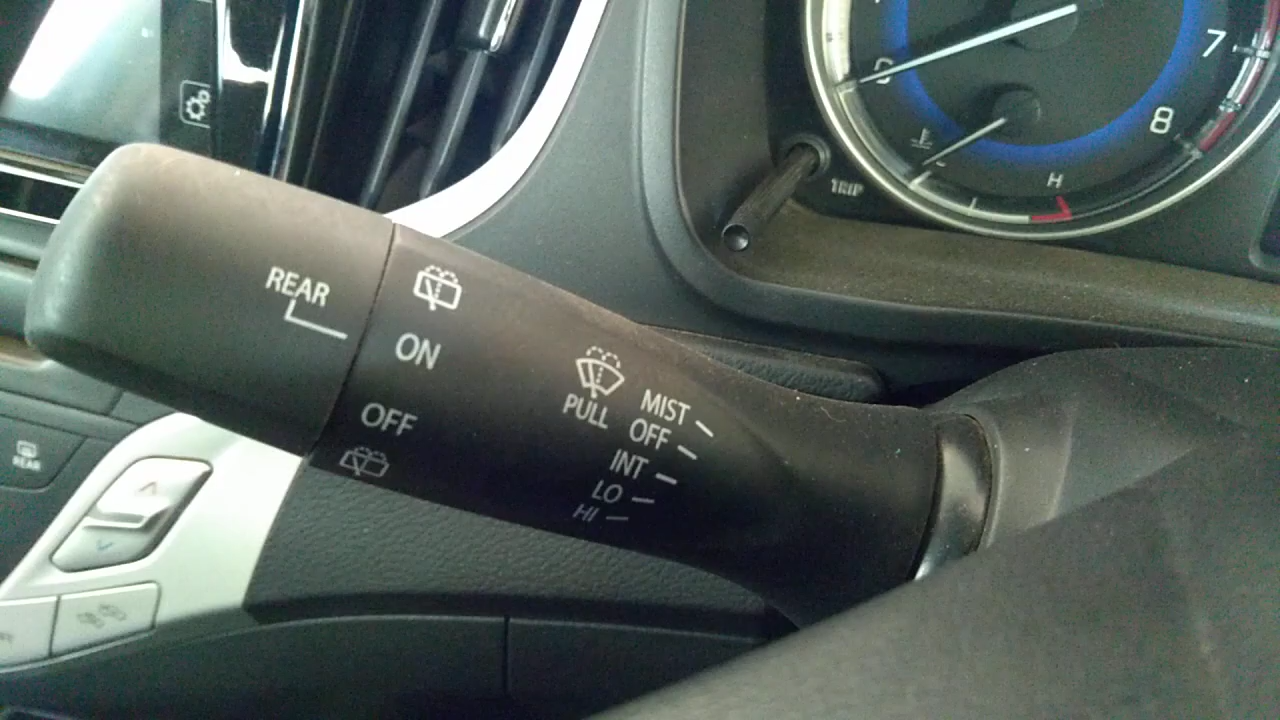 REAR
ON
OFF
PULL
MIST
OFF
INT
LO
HI
TRIP
7
8
H
REAR